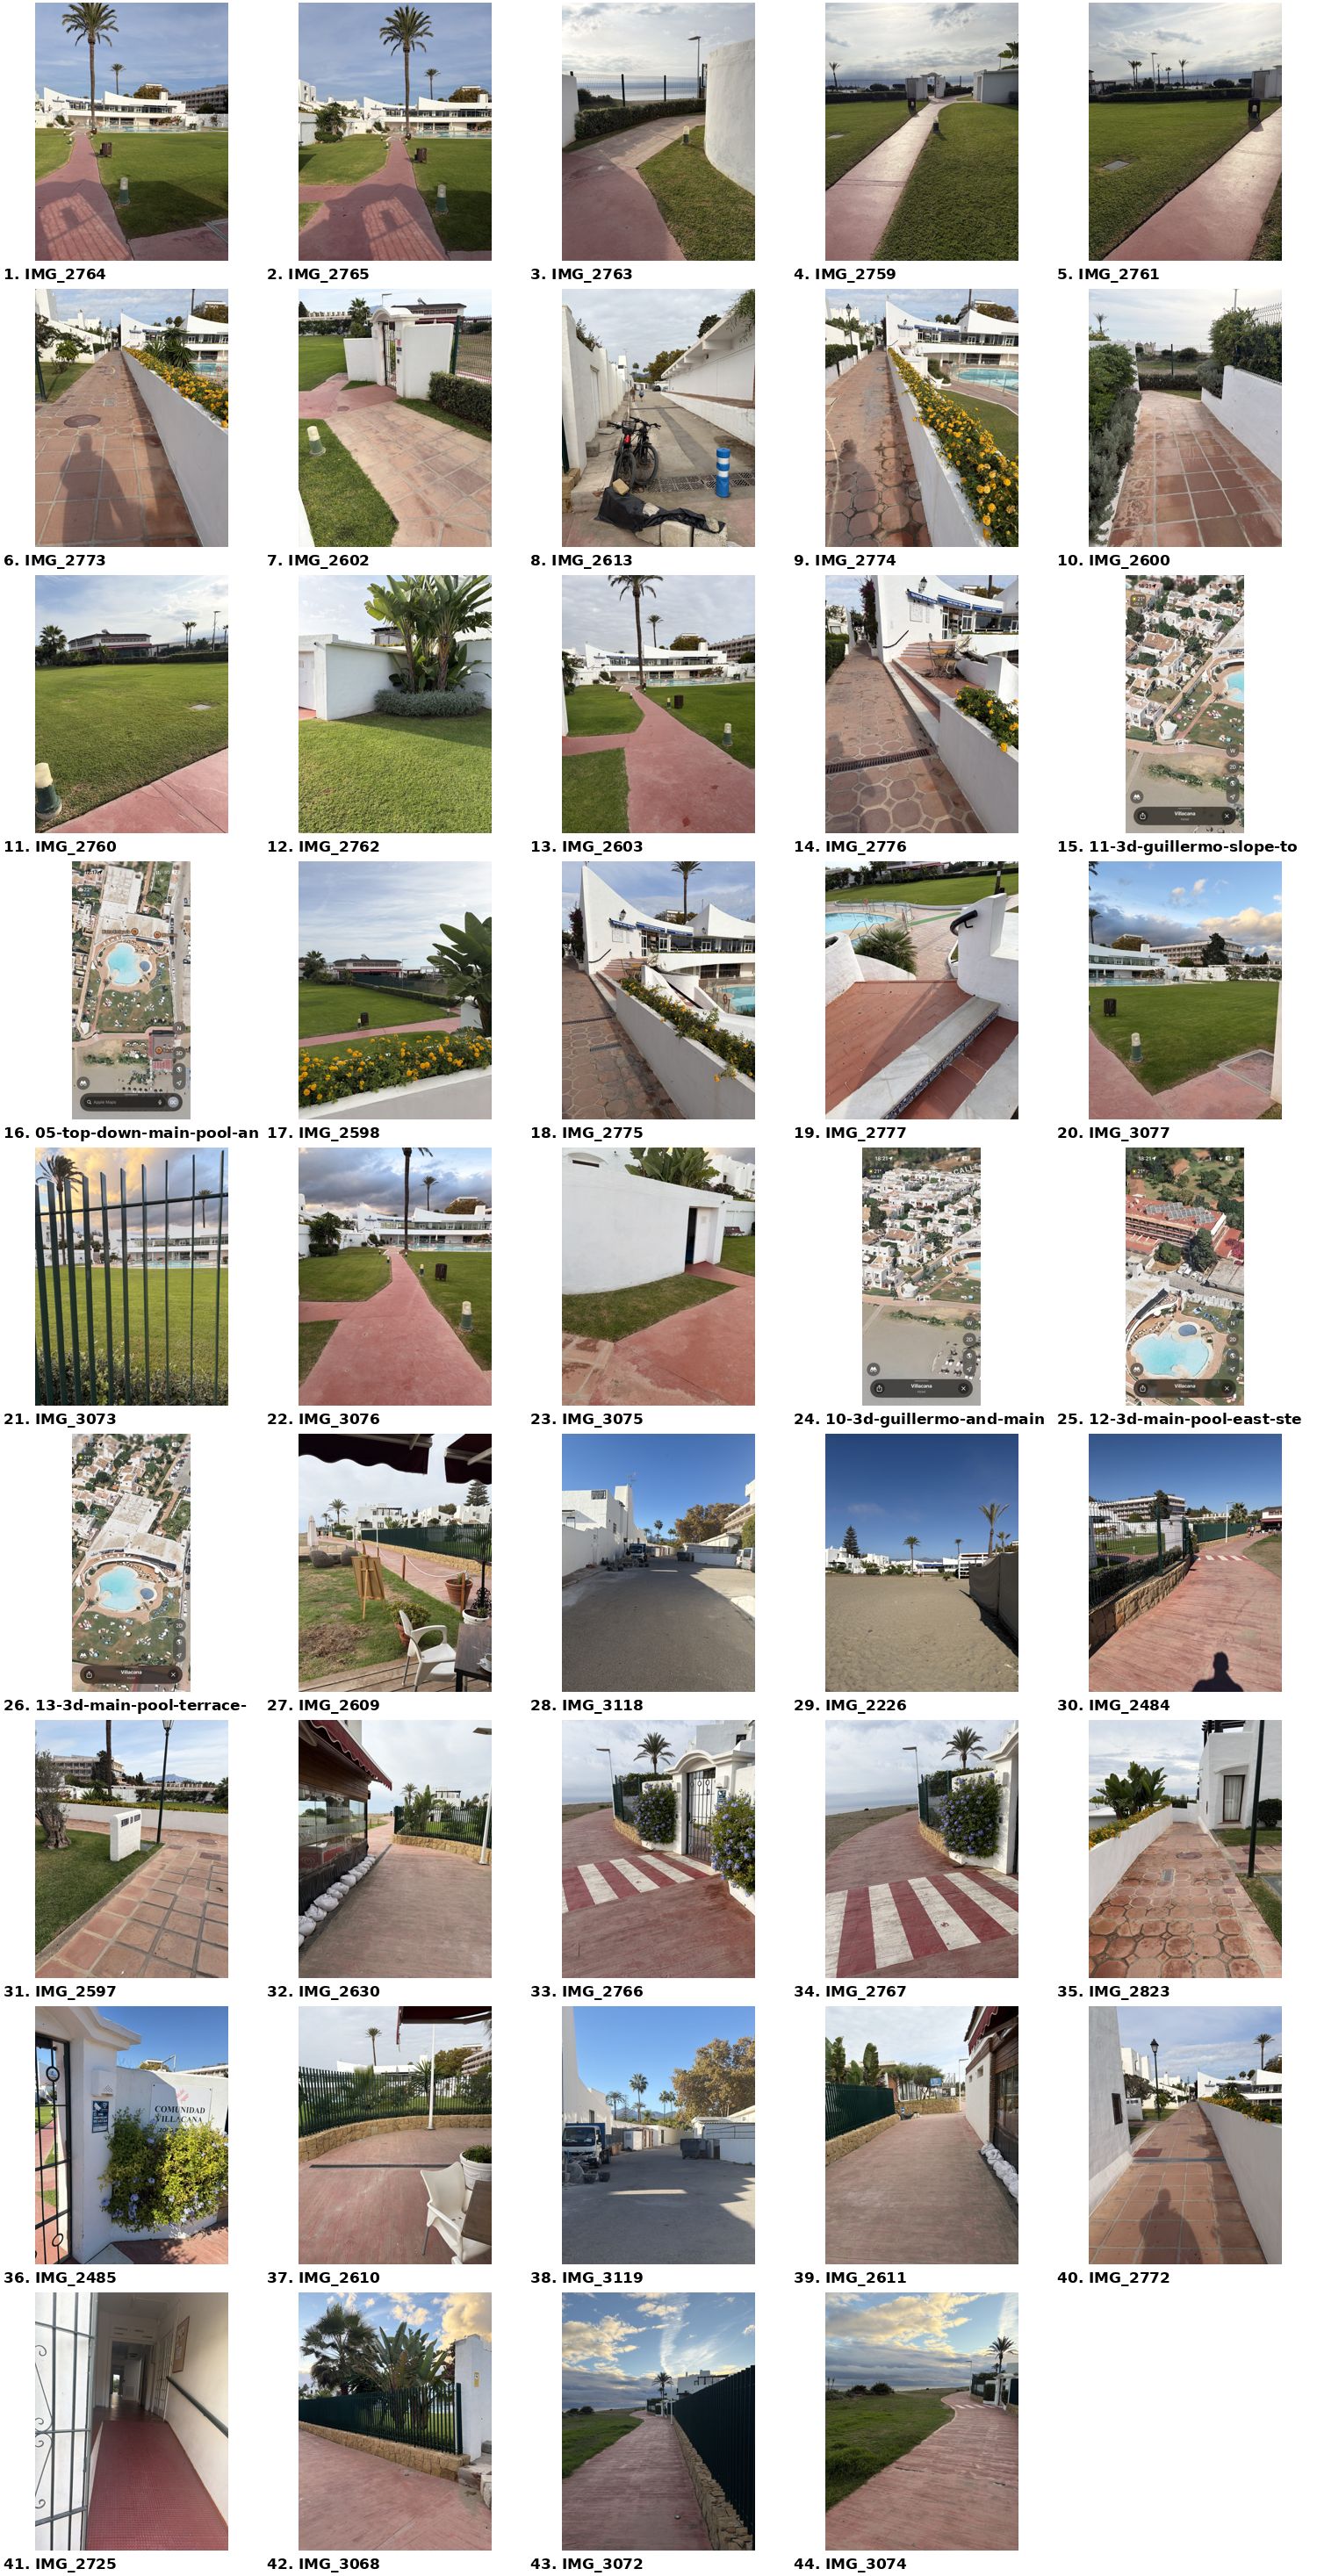 1. IMG_2764
2. IMG_2765
3. IMG_2763
4. IMG_2759
5. IMG_2761
6. IMG_2773
7. IMG_2602
8. IMG_2613
9. IMG_2774
10. IMG_2600
11. IMG_2760
12. IMG_2762
13. IMG_2603
14. IMG_2776
Villacana
15. 11-3d-guillermo-slope-to
Apple Maps
16. 05-top-down-main-pool-an
17. IMG_2598
18. IMG_2775
19. IMG_2777
20. IMG_3077
21. IMG_3073
22. IMG_3076
23. IMG_3075
CALLE
Villacana
24. 10-3d-guillermo-and-main
Villacana
25. 12-3d-main-pool-east-ste
Villacana
26. 13-3d-main-pool-terrace-
27. IMG_2609
28. IMG_3118
29. IMG_2226
30. IMG_2484
31. IMG_2597
32. IMG_2630
33. IMG_2766
34. IMG_2767
35. IMG_2823
COMUNIDAD
VILLACANA
36. IMG_2485
37. IMG_2610
38. IMG_3119
39. IMG_2611
40. IMG_2772
41. IMG_2725
42. IMG_3068
43. IMG_3072
44. IMG_3074